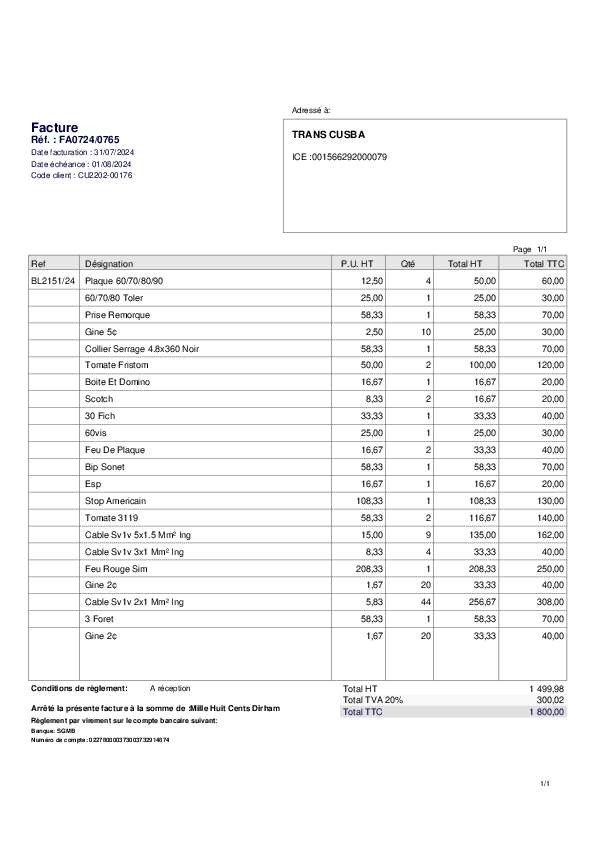 Adressé à:
Facture
Réf. : FA0724/0765
Date facturation : 31/07/2024
Date échéance : 01/08/2024
Code client : CU2202-00176
TRANS CUSBA
ICE :001566292000079
Page 1/1
Ref Désignation P.U. HT Qté Total HT Total TTC
BL2151/24 Plaque 60/70/80/90 12,50 4 50,00 60,00
60/70/80 Toler 25,00 1 25,00 30,00
Prise Remorque 58,33 1 58,33 70,00
Gine 5¢ 2,50 10 25,00 30,00
Collier Serrage 4.8x360 Noir 58,33 1 58,33 70,00
Tomate Fristom 50,00 2 100,00 120,00
Boite Et Domino 16,67 1 16,67 20,00
Scotch 8,33 2 16,67 20,00
30 Fich 33,33 1 33,33 40,00
60vis 25,00 1 25,00 30,00
Feu De Plaque 16,67 2 33,33 40,00
Bip Sonet 58,33 1 58,33 70,00
Esp 16,67 1 16,67 20,00
Stop Americain 108,33 1 108,33 130,00
Tomate 3119 58,33 2 116,67 140,00
Cable Sv1v 5x1.5 Mm² Ing 15,00 9 135,00 162,00
Cable Sv1v 3x1 Mm² Ing 8,33 4 33,33 40,00
Feu Rouge Sim 208,33 1 208,33 250,00
Gine 2¢ 1,67 20 33,33 40,00
Cable Sv1v 2x1 Mm² Ing 5,83 44 256,67 308,00
3 Foret 58,33 1 58,33 70,00
Gine 2¢ 1,67 20 33,33 40,00
Conditions de règlement: A réception
Total HT 1 499,98
Total TVA 20% 300,02
Total TTC 1 800,00
Arrêté la présente facture à la somme de :Mille Huit Cents Dirham
Règlement par virement sur le compte bancaire suivant:
Banque: SGMB
Numéro de compte: 022780000373003732914874
1/1